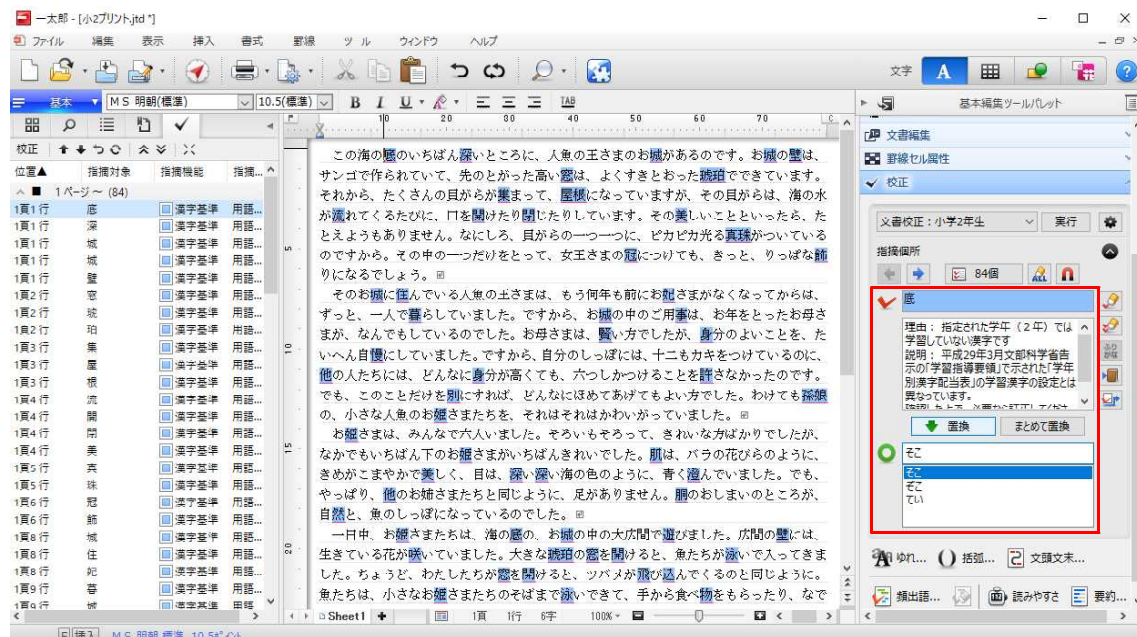 一太郎 - [小2プリント.jtd *]
ファイル 編集 表示 挿入 書式 罫線 ツール ウィンドウ ヘルプ
文字 A
基本 MS 明朝(標準) 10.5(標準) B I U TAB
基本編集ツールパレット
校正
位置▲ 指摘対象 指摘機能 指摘...
1ページ~ (84)
1頁1行 底 漢字基準 用語...
1頁1行 深 漢字基準 用語...
1頁1行 城 漢字基準 用語...
1頁1行 城 漢字基準 用語...
1頁1行 壁 漢字基準 用語...
1頁2行 窓 漢字基準 用語...
1頁2行 琥 漢字基準 用語...
1頁2行 珀 漢字基準 用語...
1頁3行 集 漢字基準 用語...
1頁3行 屋 漢字基準 用語...
1頁3行 根 漢字基準 用語...
1頁4行 流 漢字基準 用語...
1頁4行 開 漢字基準 用語...
1頁4行 閉 漢字基準 用語...
1頁4行 美 漢字基準 用語...
1頁5行 真 漢字基準 用語...
1頁5行 珠 漢字基準 用語...
1頁6行 冠 漢字基準 用語...
1頁6行 飾 漢字基準 用語...
1頁8行 城 漢字基準 用語...
1頁8行 住 漢字基準 用語...
1頁8行 妃 漢字基準 用語...
1頁9行 暮 漢字基準 用語...
1頁9行 城 漢字基準 用語...
10 20 30 40 50 60 70
この海の底のいちばん深いところに、人魚の王さまのお城があるのです。お城の壁は、
サンゴで作られていて、先のとがった高い窓は、よくすきとおった琥珀でできています。
それから、たくさんの貝がらが集まって、屋根になっていますが、その貝がらは、海の水
が流れてくるたびに、口を開けたり閉じたりしています。その美しいことといったら、た
とえようもありません。なにしろ、貝がらの一つ一つに、ピカピカ光る真珠がついている
のですから。その中の一つだけをとって、女王さまの冠につけても、きっと、りっぱな飾
りになるでしょう。
そのお城に住んでいる人魚の王さまは、もう何年も前にお妃さまがなくなってからは、
ずっと、一人で暮らしていました。ですから、お城の中のご用事は、お年をとったお母さ
まが、なんでもしているのでした。お母さまは、賢い方でしたが、身分のよいことを、た
いへん自慢にしていました。ですから、自分のしっぽには、十二もカキをつけているのに、
他の人たちには、どんなに身分が高くても、六つしかつけることを許さなかったのです。
でも、このことだけを別にすれば、どんなにほめてあげてもよい方でした。わけても孫娘
の、小さな人魚のお姫さまたちを、それはそれはかわいがっていました。
お姫さまは、みんなで六人いました。そろいもそろって、きれいな方ばかりでしたが、
なかでもいちばん下のお姫さまがいちばんきれいでした。肌は、バラの花びらのように、
きめがこまやかで美しく、目は、深い深い海の色のように、青く澄んでいました。でも、
やっぱり、他のお姉さまたちと同じように、足がありません。胴のおしまいのところが、
自然と、魚のしっぽになっているのでした。
一日中、お姫さまたちは、海の底の、お城の中の大広間で遊びました。広間の壁には、
生きている花が咲いていました。大きな琥珀の窓を開けると、魚たちが泳いで入ってきま
した。ちょうど、わたしたちが窓を開けると、ツバメが飛び込んでくるのと同じように。
魚たちは、小さなお姫さまたちのそばまで泳いできて、手から食べ物をもらったり、なで
Sheet1 1頁 1行 6字 100%
文書編集
罫線セル属性
校正
文書校正:小学2年生 実行
指摘個所
84個 ALL
底
理由: 指定された学年(2年)では
学習していない漢字です
説明: 平成29年3月文部科学省告
示の「学習指導要領」で示された「学年
別漢字配当表」の学習漢字の設定とは
異なっています。
確認した上で、必要なら訂正してくださ
置換 まとめて置換
そこ
そこ
ぞこ
てい
ふり
がな
ゆれ... 括弧... 文頭文末...
頻出語... 読みやすさ 要約...
挿入 MS 明朝 標準 10.5ポイント